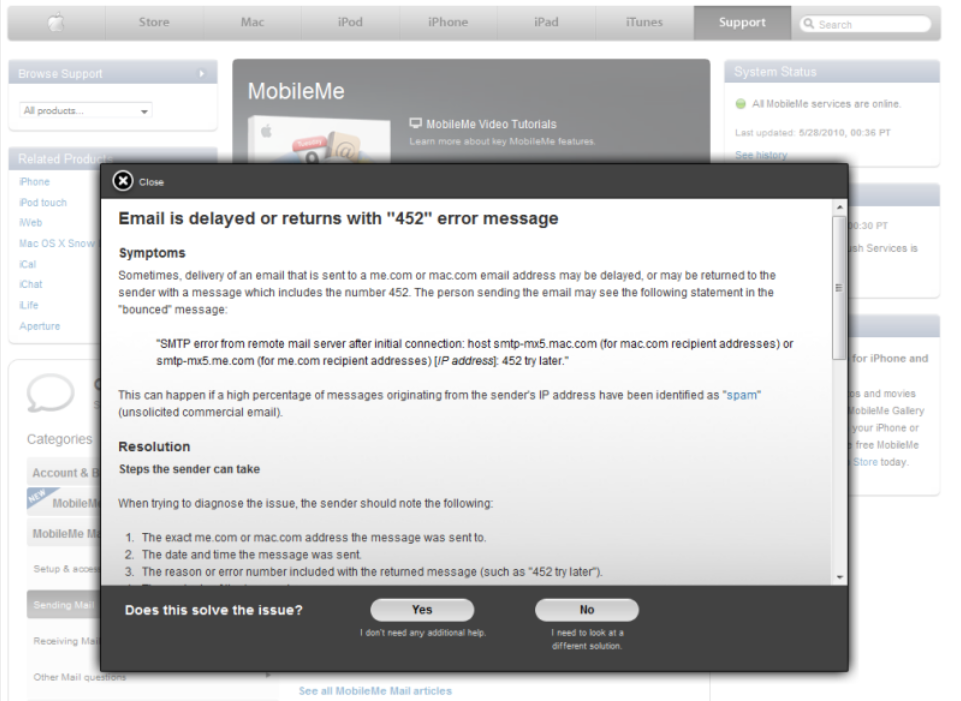 Store
Mac
iPod
iPhone
iPad
iTunes
Support
Search
Browse Support
All products...
Related Produc
iPhone
iPod touch
iWeb
Mac OS X Snow
iCal
iChat
iLife
Aperture
Categories
Account & B
NEW
MobileM
MobileMe Ma
Setup & acces
Sending Mail
Receiving Mai
Other Mail questions
MobileMe
MobileMe Video Tutorials
Learn more about key MobileMe features.
System Status
All MobileMe services are online.
Last updated: 5/28/2010, 00:36 PT
See history
00:30 PT
ush Services is
for iPhone and
os and movies
MobileMe Gallery
your iPhone or
free MobileMe
Store today.
Close
Email is delayed or returns with "452" error message
Symptoms
Sometimes, delivery of an email that is sent to a me.com or mac.com email address may be delayed, or may be returned to the
sender with a message which includes the number 452. The person sending the email may see the following statement in the
"bounced" message:
"SMTP error from remote mail server after initial connection: host smtp-mx5.mac.com (for mac.com recipient addresses) or
smtp-mx5.me.com (for me.com recipient addresses) [IP address]: 452 try later."
This can happen if a high percentage of messages originating from the sender's IP address have been identified as "spam"
(unsolicited commercial email).
Resolution
Steps the sender can take
When trying to diagnose the issue, the sender should note the following:
1. The exact me.com or mac.com address the message was sent to.
2. The date and time the message was sent.
3. The reason or error number included with the returned message (such as "452 try later").
Does this solve the issue?
Yes
I don't need any additional help.
No
I need to look at a
different solution.
See all MobileMe Mail articles